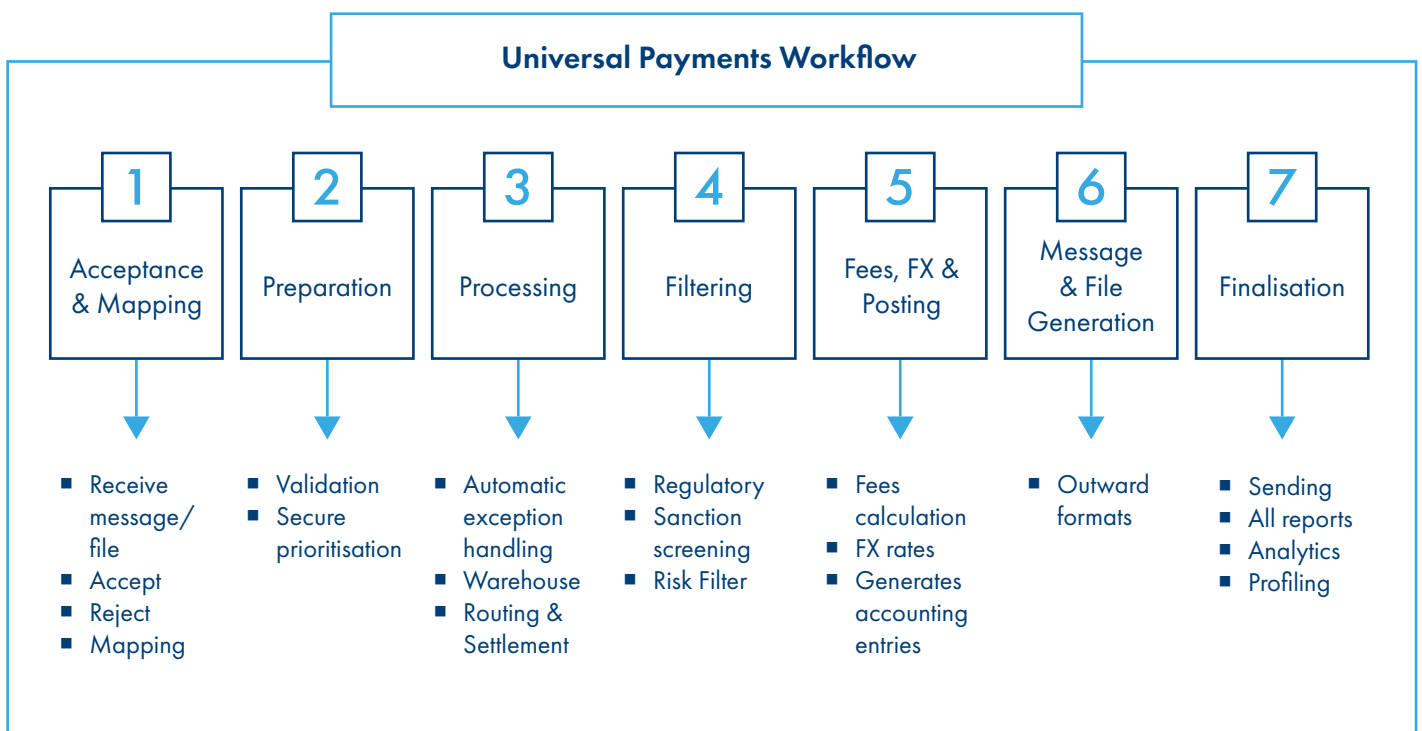 Universal Payments Workflow
1
Acceptance
& Mapping
■ Receive
message/
file
■ Accept
■ Reject
■ Mapping
2
Preparation
■ Validation
■ Secure
prioritisation
3
Processing
■ Automatic
exception
handling
■ Warehouse
■ Routing &
Settlement
4
Filtering
■ Regulatory
■ Sanction
screening
■ Risk Filter
5
Fees, FX &
Posting
■ Fees
calculation
■ FX rates
■ Generates
accounting
entries
6
Message
& File
Generation
■ Outward
formats
7
Finalisation
■ Sending
■ All reports
■ Analytics
■ Profiling